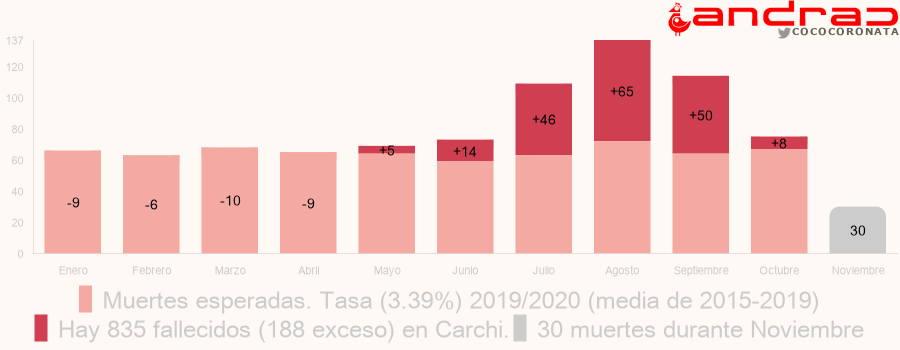 andrac
COCOCORONATA
137
120
100
80
60
40
20
0
-9
-6
-10
-9
+5
+14
+46
+65
+50
+8
30
Enero
Febrero
Marzo
Abril
Mayo
Junio
Julio
Agosto
Septiembre
Octubre
Noviembre
Muertes esperadas. Tasa (3.39%) 2019/2020 (media de 2015-2019)
Hay 835 fallecidos (188 exceso) en Carchi. 30 muertes durante Noviembre